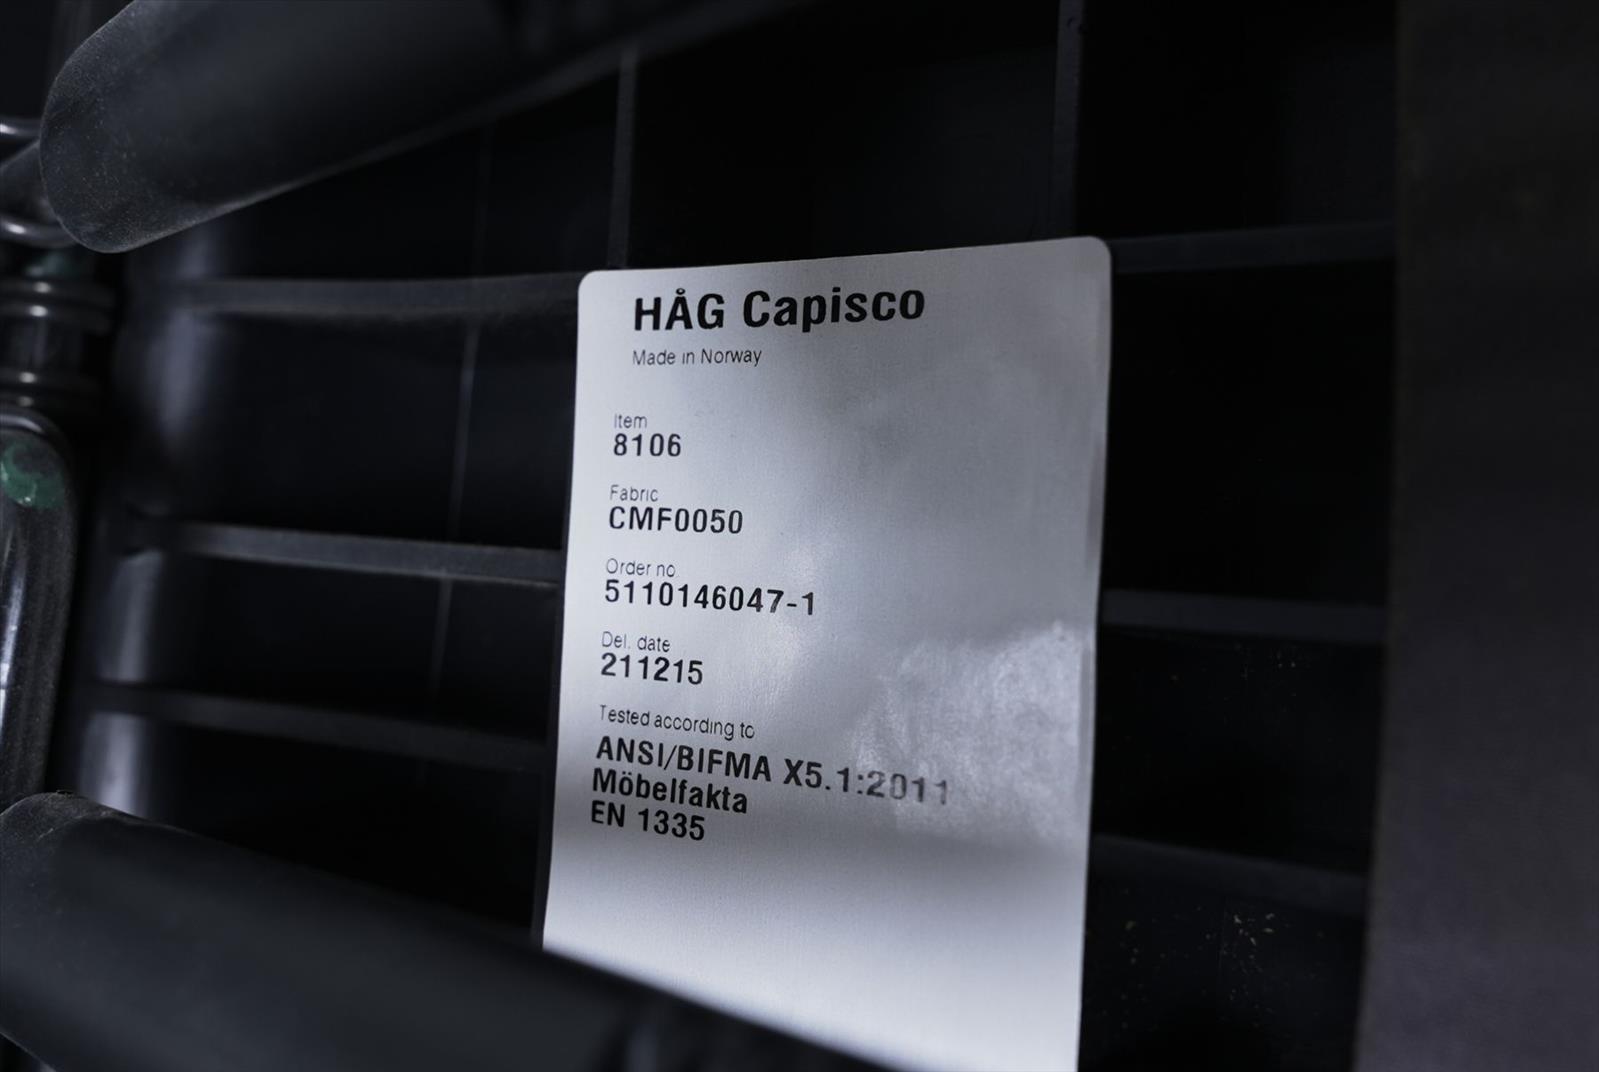 HÅG Capisco
Made in Norway
Item
8106
Fabric
CMF0050
Order no
5110146047-1
Del. date
211215
Tested according to
ANSI/BIFMA X5.1:2011
Möbelfakta
EN 1335